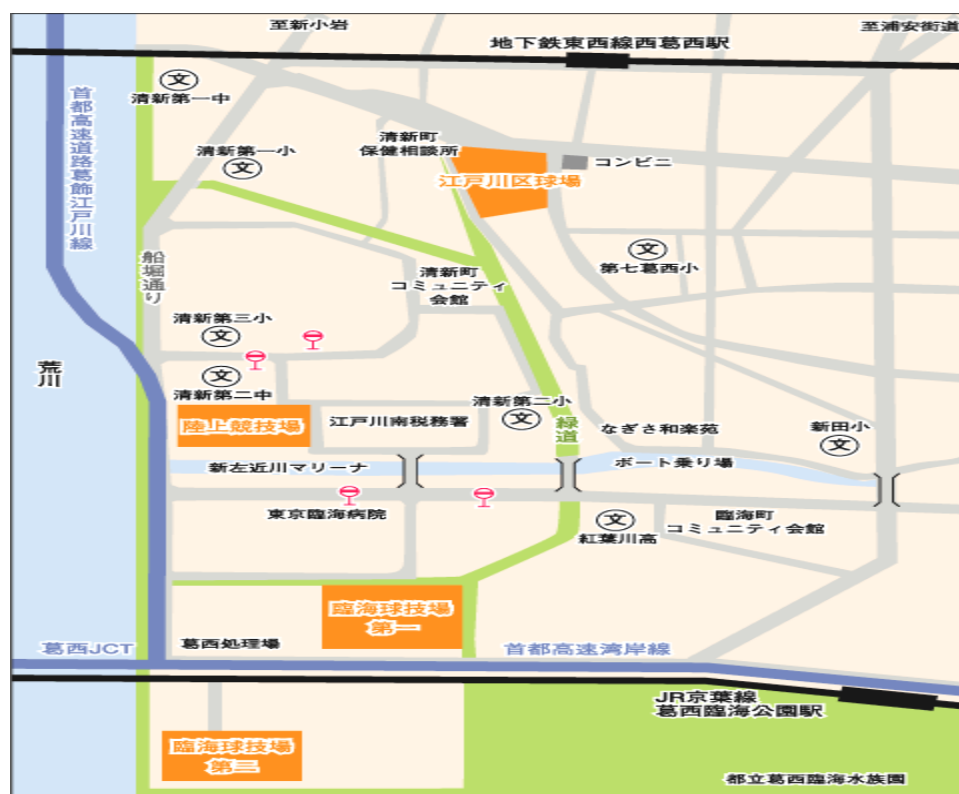 至新小岩
至浦安街道
地下鉄東西線西葛西駅
文
清新第一中
首都高速道路葛飾江戸川線
清新町
保健相談所
清新第一小
文
コンビニ
江戸川区球場
船堀通り
文
第七葛西小
清新町
コミュニティ
会館
清新第三小
文
荒川
文
清新第二中
陸上競技場
江戸川南税務署
清新第二小
文
緑道
なぎさ和楽苑
新田小
文
新左近川マリーナ
ボート乗り場
東京臨海病院
文
紅葉川高
臨海町
コミュニティ会館
臨海球技場
第一
葛西JCT
葛西処理場
首都高速湾岸線
JR京葉線
葛西臨海公園駅
臨海球技場
第二
都立葛西臨海水族園